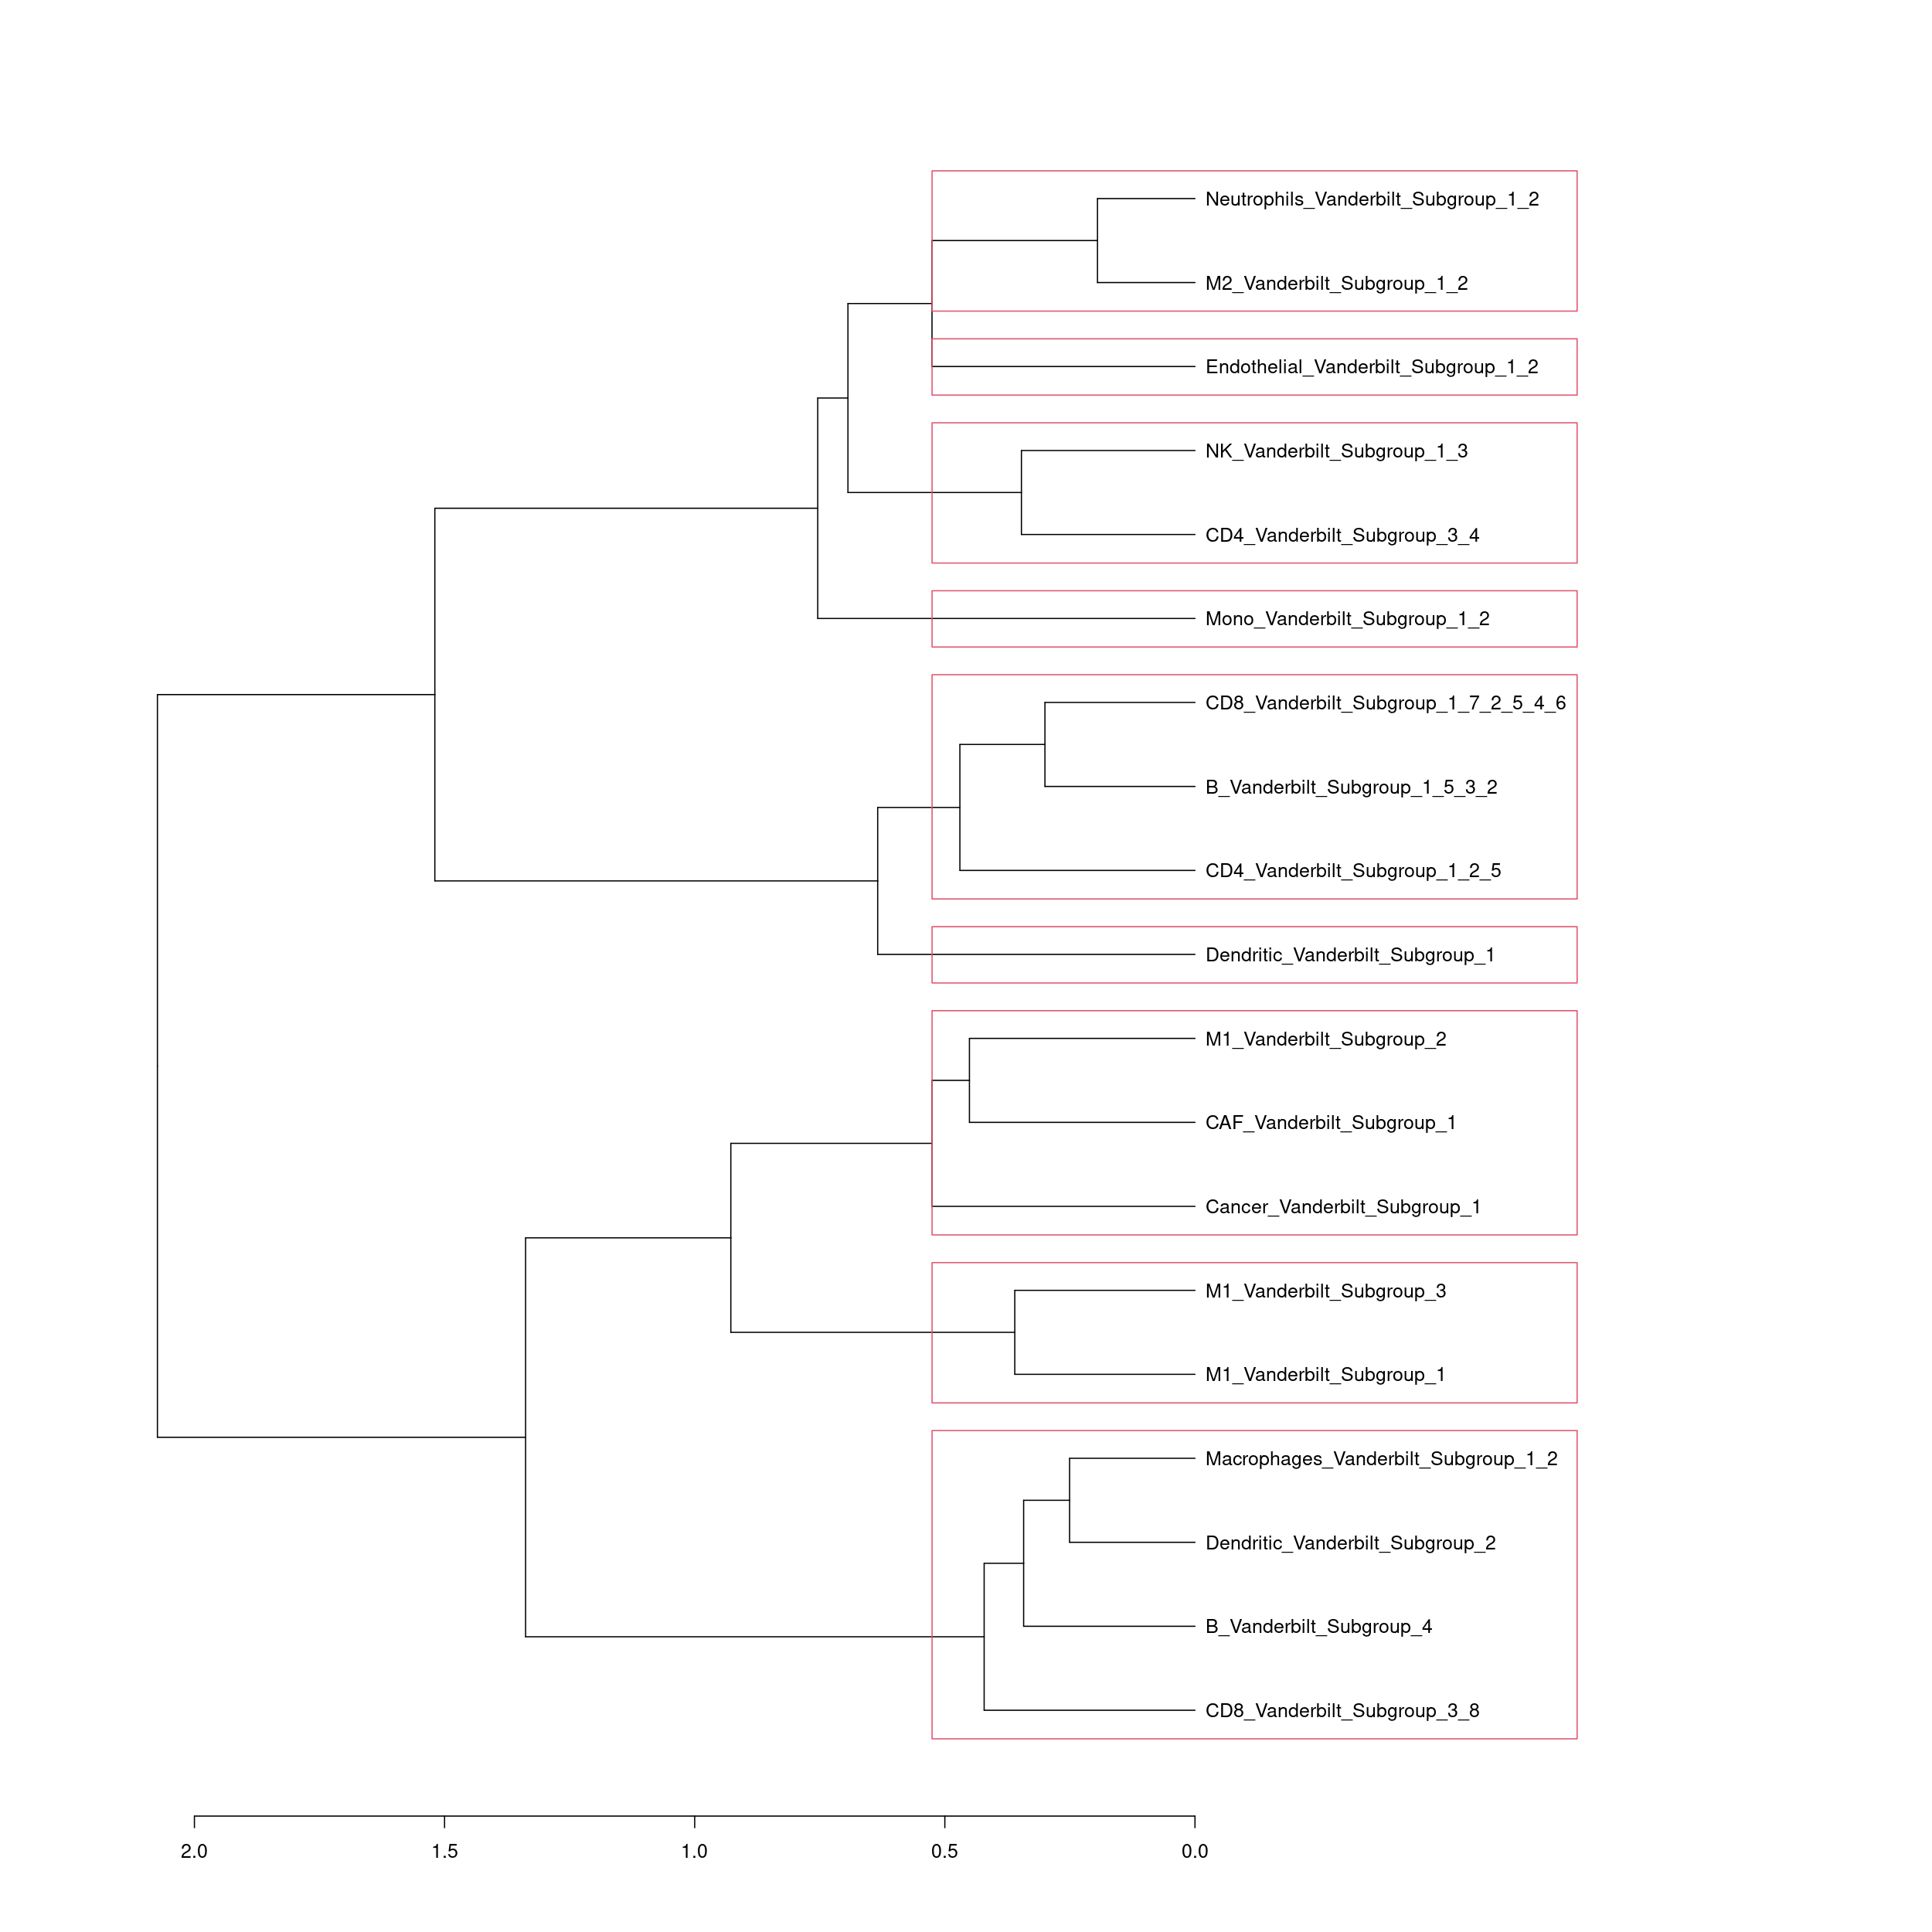 Neutrophils_Vanderbilt_Subgroup_1_2
M2_Vanderbilt_Subgroup_1_2
Endothelial_Vanderbilt_Subgroup_1_2
NK_Vanderbilt_Subgroup_1_3
CD4_Vanderbilt_Subgroup_3_4
Mono_Vanderbilt_Subgroup_1_2
CD8_Vanderbilt_Subgroup_1_7_2_5_4_6
B_Vanderbilt_Subgroup_1_5_3_2
CD4_Vanderbilt_Subgroup_1_2_5
Dendritic_Vanderbilt_Subgroup_1
M1_Vanderbilt_Subgroup_2
CAF_Vanderbilt_Subgroup_1
Cancer_Vanderbilt_Subgroup_1
M1_Vanderbilt_Subgroup_3
M1_Vanderbilt_Subgroup_1
Macrophages_Vanderbilt_Subgroup_1_2
Dendritic_Vanderbilt_Subgroup_2
B_Vanderbilt_Subgroup_4
CD8_Vanderbilt_Subgroup_3_8
2.0 1.5 1.0 0.5 0.0